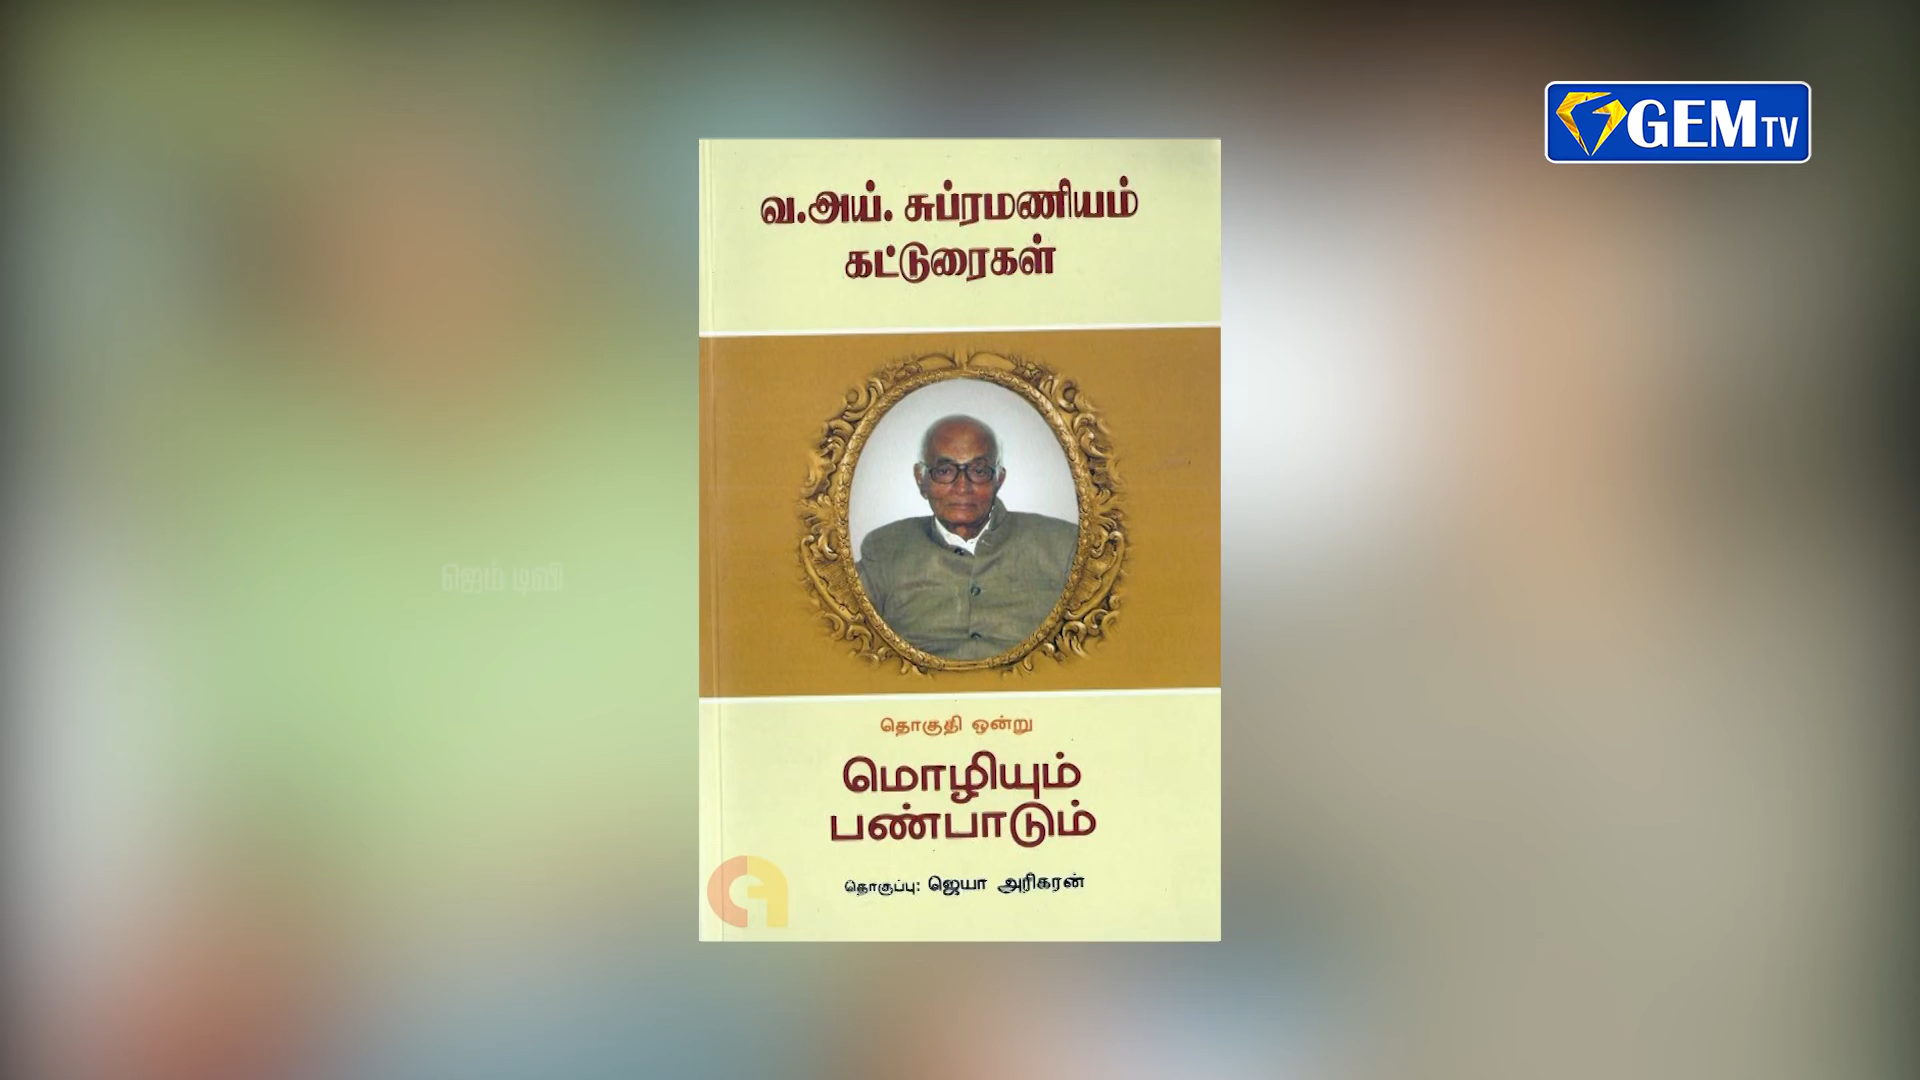 GEM TV
வ.அய். சுப்ரமணியம்
கட்டுரைகள்
ஜெம் டிவி
தொகுதி ஒன்று
மொழியும்
பண்பாடும்
தொகுப்பு: ஜெயா அரிகரன்